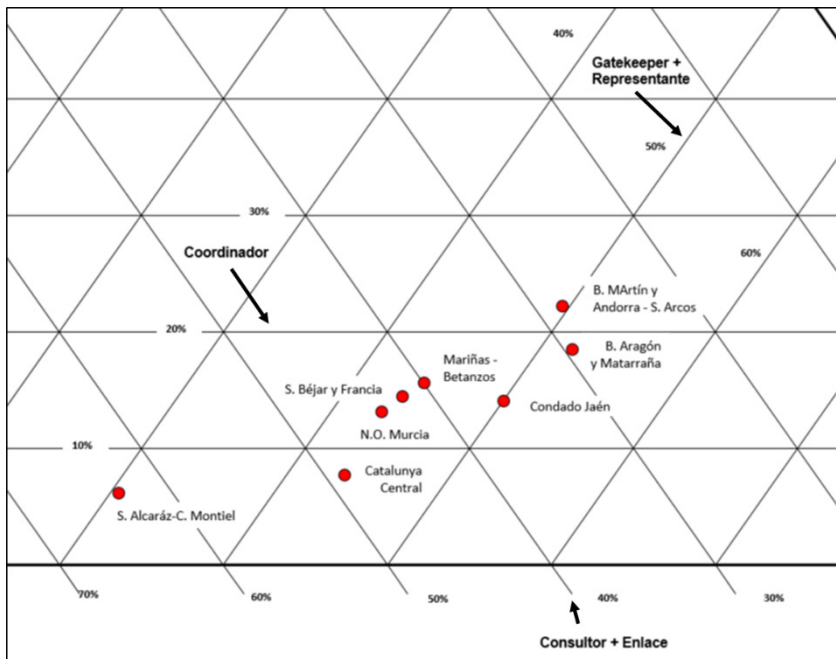 40%
Gatekeeper +
Representante
50%
30%
Coordinador
60%
B. MArtín y
Andorra - S. Arcos
20%
Mariñas -
Betanzos
B. Aragón
y Matarraña
S. Béjar y Francia
Condado Jaén
N.O. Murcia
10%
Catalunya
Central
S. Alcaráz-C. Montiel
70%
60%
50%
40%
30%
Consultor + Enlace